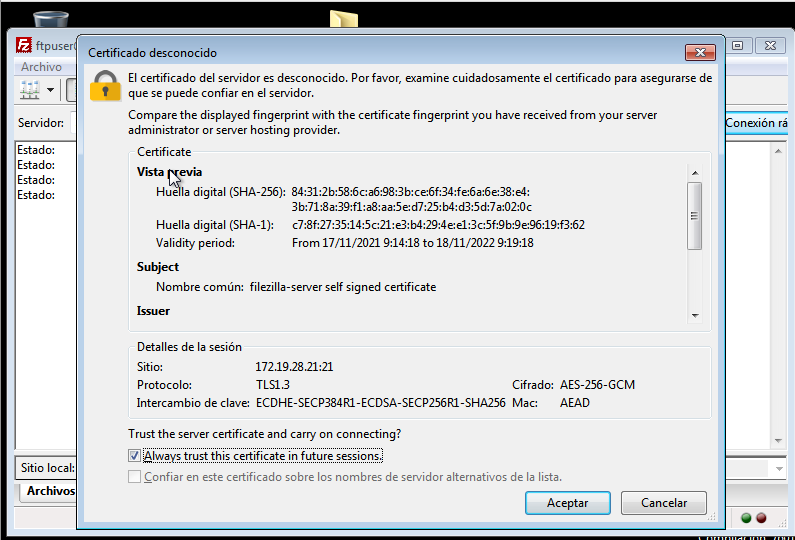 ftpuser
Certificado desconocido
Archivo
El certificado del servidor es desconocido. Por favor, examine cuidadosamente el certificado para asegurarse de
que se puede confiar en el servidor.
Compare the displayed fingerprint with the certificate fingerprint you have received from your server
administrator or server hosting provider.
Servidor:
Conexión rá
Certificate
Estado:
Estado:
Estado:
Estado:
Vista previa
Huella digital (SHA-256): 84:31:2b:58:6c:a6:98:3b:ce:6f:34:fe:6a:6e:38:e4:
3b:71:8a:39:f1:a8:aa:5e:d7:25:b4:d3:5d:7a:02:0c
Huella digital (SHA-1): c7:8f:27:35:14:5c:21:e3:b4:29:4e:e1:3c:5f:9b:9e:96:19:f3:62
Validity period: From 17/11/2021 9:14:18 to 18/11/2022 9:19:18
Subject
Nombre común: filezilla-server self signed certificate
Issuer
Detalles de la sesión
Sitio: 172.19.28.21:21
Protocolo: TLS1.3 Cifrado: AES-256-GCM
Intercambio de clave: ECDHE-SECP384R1-ECDSA-SECP256R1-SHA256 Mac: AEAD
Trust the server certificate and carry on connecting?
Always trust this certificate in future sessions.
Sitio local:
Confiar en este certificado sobre los nombres de servidor alternativos de la lista.
Archivos
Aceptar Cancelar